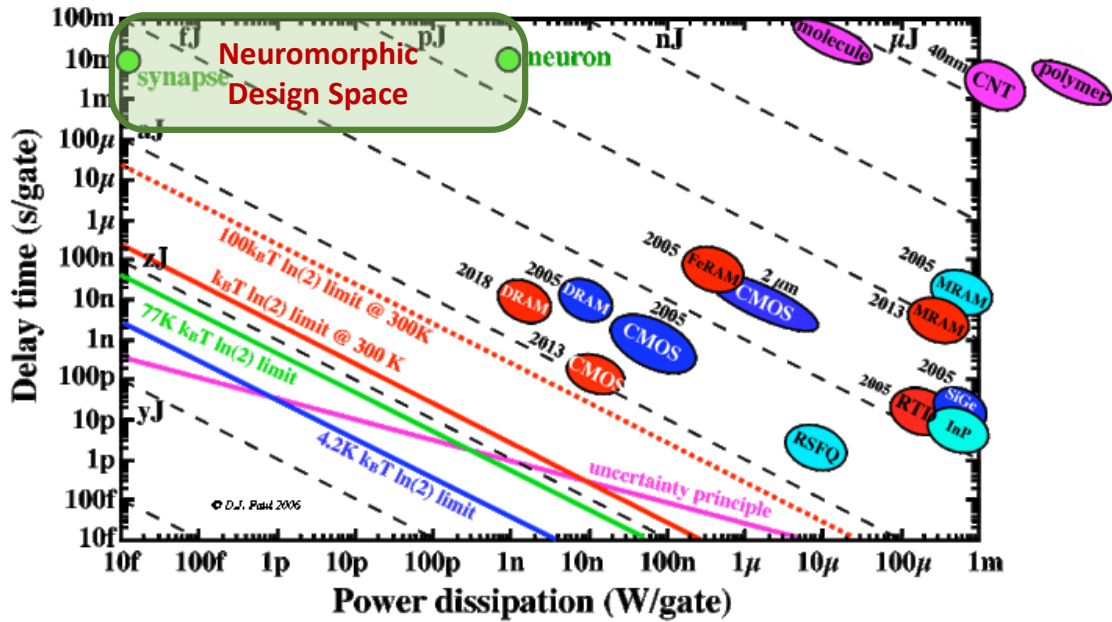 fJ
pJ
nJ
µJ
Neuromorphic
Design Space
synapse
neuron
molecule
40nm
CNT
polymer
aJ
zJ
yJ
100kBT ln(2) limit @ 300K
kBT ln(2) limit @ 300 K
77K kBT ln(2) limit
4.2K kBT ln(2) limit
uncertainty principle
2018
DRAM
2005
DRAM
2005
CMOS
2013
CMOS
2005
FeRAM
2 µm
CMOS
2005
MRAM
2013
MRAM
2005
RTD
2005
SiGe
InP
RSFQ
© D.J. Paul 2006
Delay time (s/gate)
100m
10m
1m
100µ
10µ
1µ
100n
10n
1n
100p
10p
1p
100f
10f
10f
100f
1p
10p
100p
1n
10n
100n
1µ
10µ
100µ
1m
Power dissipation (W/gate)